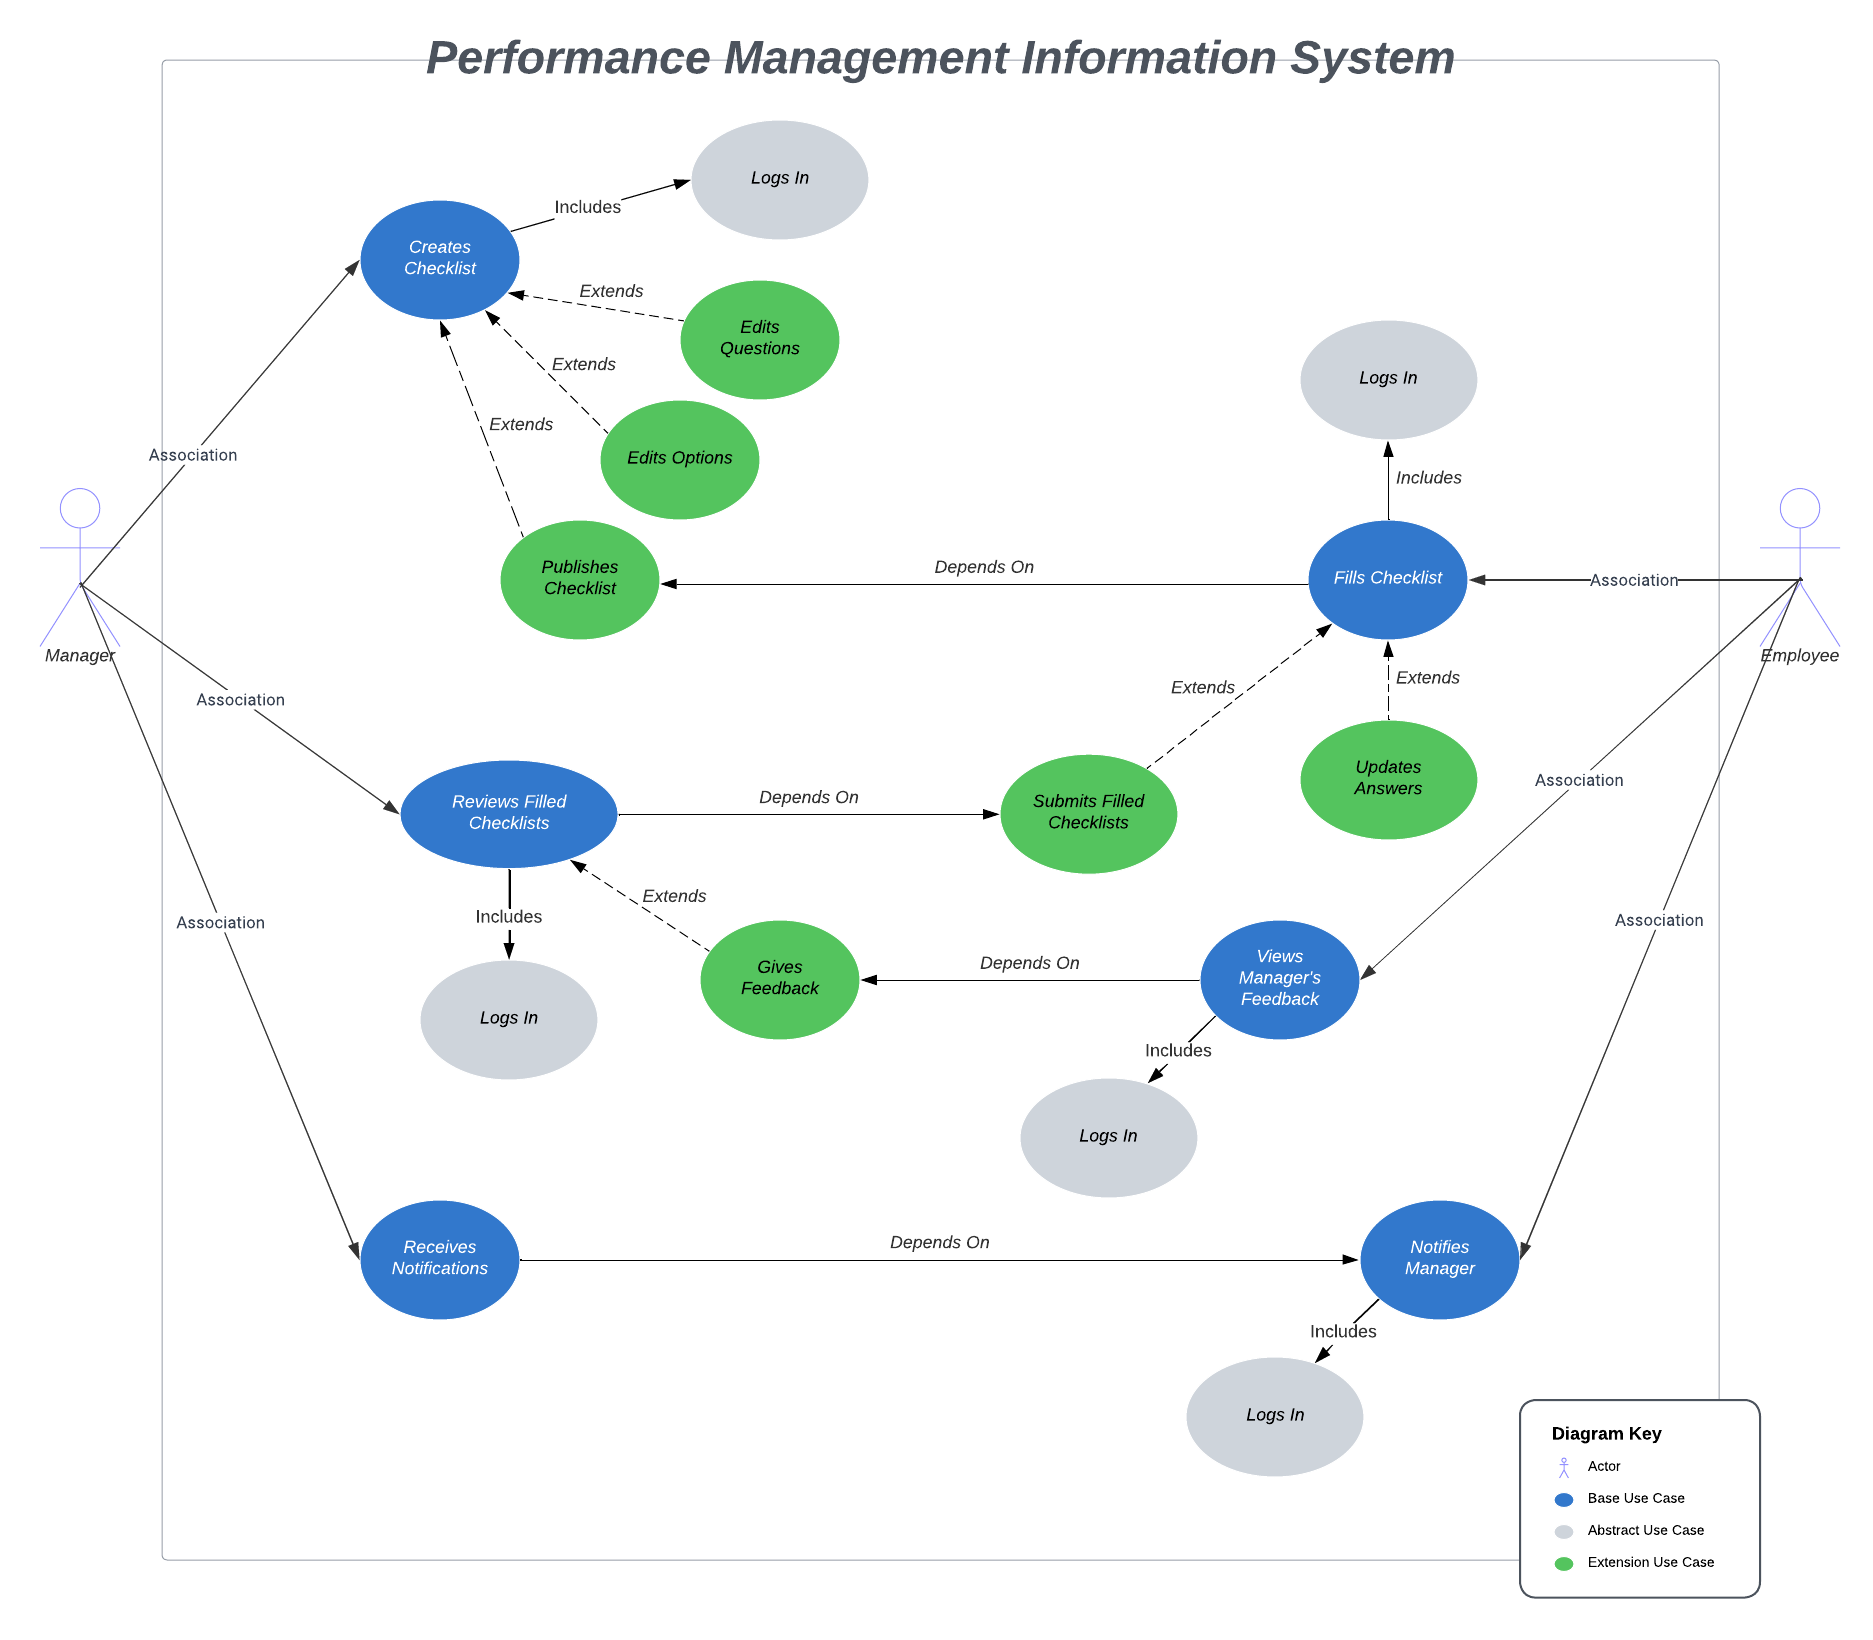 Performance Management Information System
Logs In
Includes
Creates
Checklist
Extends
Edits
Questions
Extends
Logs In
Extends
Association
Edits Options
Includes
Publishes
Checklist
Depends On
Fills Checklist
Association
Manager
Employee
Extends
Extends
Association
Updates
Answers
Association
Reviews Filled
Checklists
Depends On
Submits Filled
Checklists
Extends
Includes
Association
Association
Gives
Feedback
Depends On
Views
Manager's
Feedback
Logs In
Includes
Logs In
Receives
Notifications
Depends On
Notifies
Manager
Includes
Logs In
Diagram Key
Actor
Base Use Case
Abstract Use Case
Extension Use Case